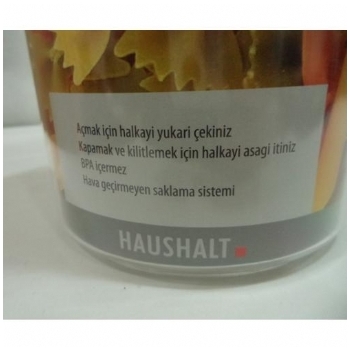 Açmak için halkayi yukari çekiniz
Kapamak ve kilitlemek için halkayi asagi itiniz
BPA içermez
Hava geçirmeyen saklama sistemi
HAUSHALT